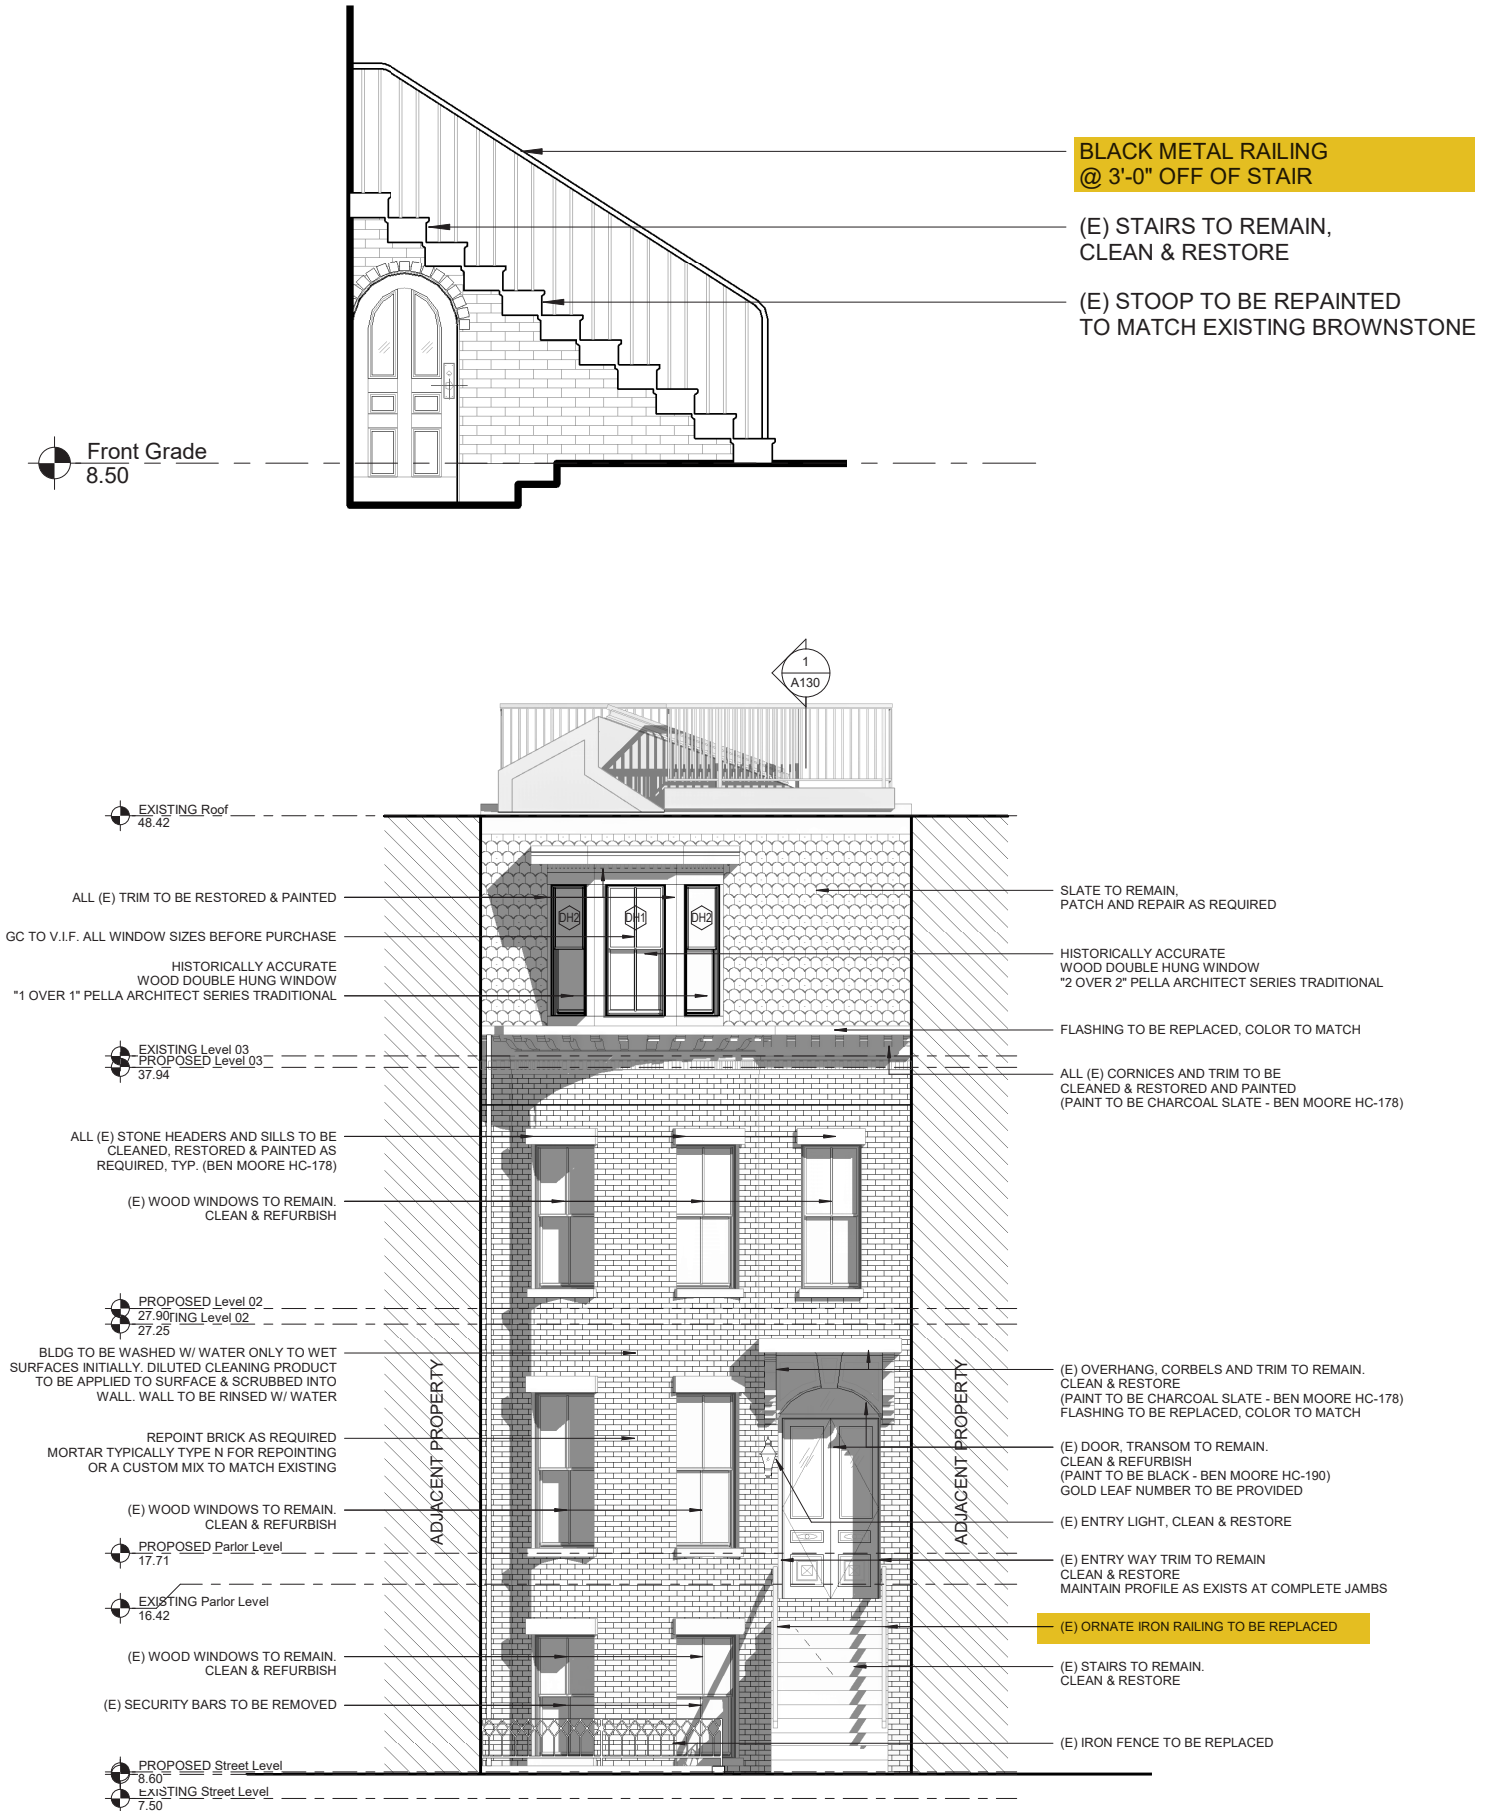 BLACK METAL RAILING
@ 3'-0" OFF OF STAIR
(E) STAIRS TO REMAIN,
CLEAN & RESTORE
(E) STOOP TO BE REPAINTED
TO MATCH EXISTING BROWNSTONE
Front Grade
8.50
1
A130
EXISTING Roof
48.42
ALL (E) TRIM TO BE RESTORED & PAINTED
GC TO V.I.F. ALL WINDOW SIZES BEFORE PURCHASE
HISTORICALLY ACCURATE
WOOD DOUBLE HUNG WINDOW
"1 OVER 1" PELLA ARCHITECT SERIES TRADITIONAL
DH2
DH1
DH2
SLATE TO REMAIN,
PATCH AND REPAIR AS REQUIRED
HISTORICALLY ACCURATE
WOOD DOUBLE HUNG WINDOW
"2 OVER 2" PELLA ARCHITECT SERIES TRADITIONAL
FLASHING TO BE REPLACED, COLOR TO MATCH
EXISTING Level 03
PROPOSED Level 03
37.94
ALL (E) CORNICES AND TRIM TO BE
CLEANED & RESTORED AND PAINTED
(PAINT TO BE CHARCOAL SLATE - BEN MOORE HC-178)
ALL (E) STONE HEADERS AND SILLS TO BE
CLEANED, RESTORED & PAINTED AS
REQUIRED, TYP. (BEN MOORE HC-178)
(E) WOOD WINDOWS TO REMAIN.
CLEAN & REFURBISH
PROPOSED Level 02
27.90
TING Level 02
27.25
BLDG TO BE WASHED W/ WATER ONLY TO WET
SURFACES INITIALLY. DILUTED CLEANING PRODUCT
TO BE APPLIED TO SURFACE & SCRUBBED INTO
WALL. WALL TO BE RINSED W/ WATER
REPOINT BRICK AS REQUIRED
MORTAR TYPICALLY TYPE N FOR REPOINTING
OR A CUSTOM MIX TO MATCH EXISTING
(E) WOOD WINDOWS TO REMAIN.
CLEAN & REFURBISH
ADJACENT PROPERTY
ADJACENT PROPERTY
(E) OVERHANG, CORBELS AND TRIM TO REMAIN.
CLEAN & RESTORE
(PAINT TO BE CHARCOAL SLATE - BEN MOORE HC-178)
FLASHING TO BE REPLACED, COLOR TO MATCH
(E) DOOR, TRANSOM TO REMAIN.
CLEAN & REFURBISH
(PAINT TO BE BLACK - BEN MOORE HC-190)
GOLD LEAF NUMBER TO BE PROVIDED
(E) ENTRY LIGHT, CLEAN & RESTORE
PROPOSED Parlor Level
17.71
(E) ENTRY WAY TRIM TO REMAIN
CLEAN & RESTORE
MAINTAIN PROFILE AS EXISTS AT COMPLETE JAMBS
EXISTING Parlor Level
16.42
(E) ORNATE IRON RAILING TO BE REPLACED
(E) WOOD WINDOWS TO REMAIN.
CLEAN & REFURBISH
(E) STAIRS TO REMAIN.
CLEAN & RESTORE
(E) SECURITY BARS TO BE REMOVED
(E) IRON FENCE TO BE REPLACED
PROPOSED Street Level
8.60
EXISTING Street Level
7.50